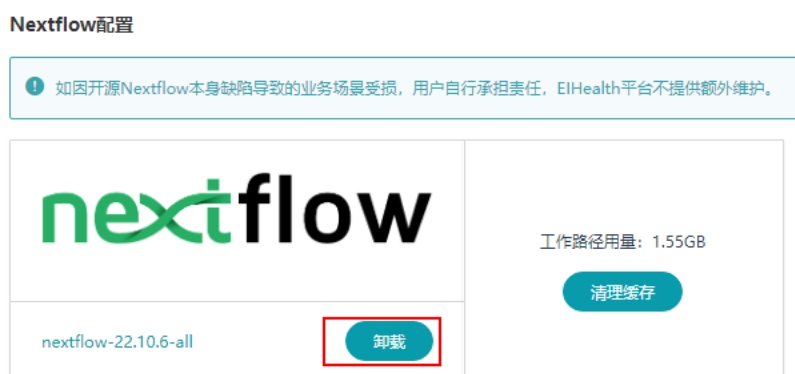 Nextflow配置
如因开源Nextflow本身缺陷导致的业务场景受损，用户自行承担责任，EIHealth平台不提供额外维护。
nextflow
工作路径用量：1.55GB
清理缓存
nextflow-22.10.6-all
卸载